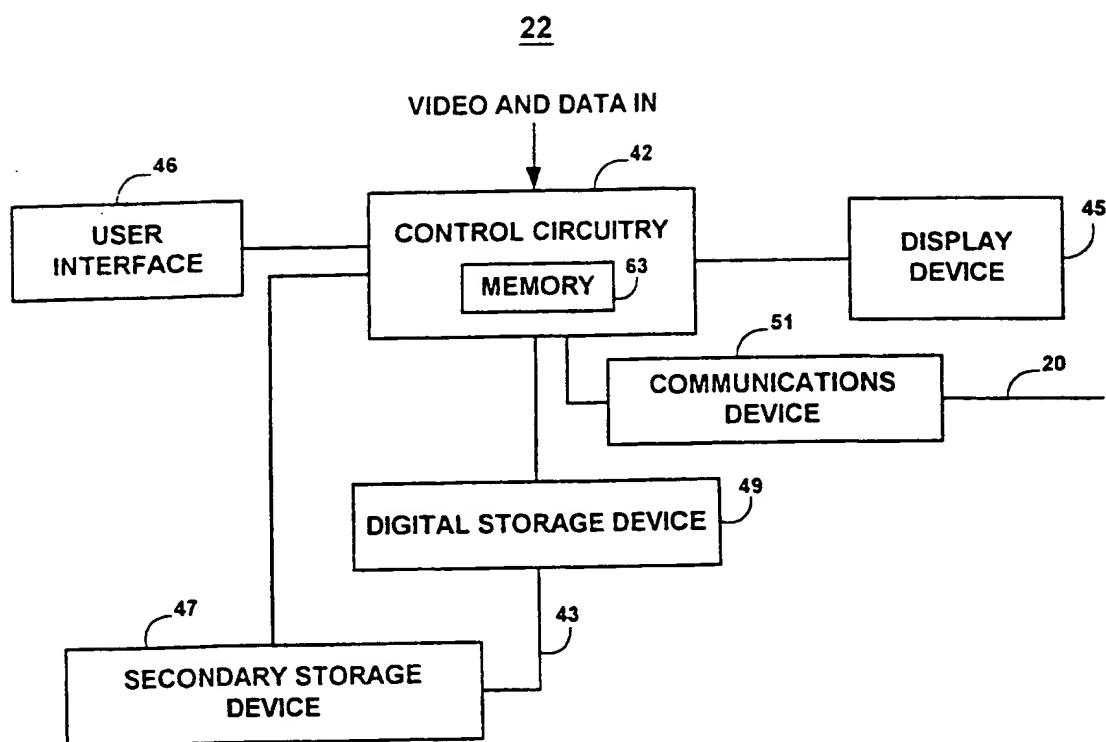 22
VIDEO AND DATA IN
46
42
45
USER
INTERFACE
CONTROL CIRCUITRY
DISPLAY
DEVICE
MEMORY
63
51
COMMUNICATIONS
DEVICE
20
49
DIGITAL STORAGE DEVICE
47
43
SECONDARY STORAGE
DEVICE